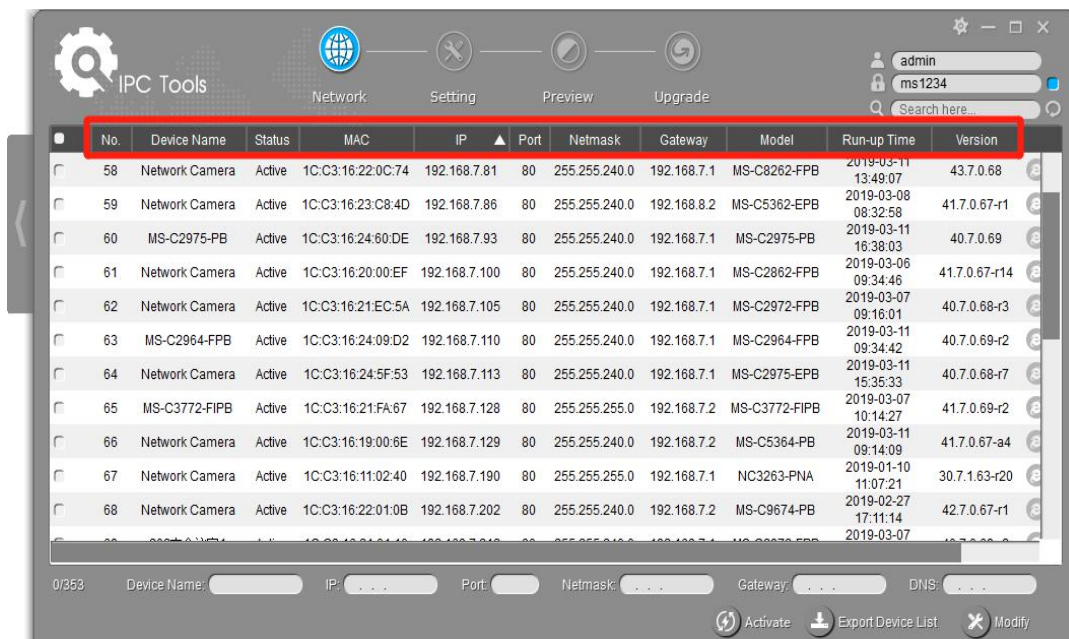 IPC Tools
Network Setting Preview Upgrade
admin
ms1234
Search here...
No. Device Name Status MAC IP Port Netmask Gateway Model Run-up Time Version
58 Network Camera Active 1C:C3:16:22:0C:74 192.168.7.81 80 255.255.240.0 192.168.7.1 MS-C8262-FPB 2019-03-11 13:49:07 43.7.0.68
59 Network Camera Active 1C:C3:16:23:C8:4D 192.168.7.86 80 255.255.240.0 192.168.8.2 MS-C5362-EPB 2019-03-08 08:32:58 41.7.0.67-r1
60 MS-C2975-PB Active 1C:C3:16:24:60:DE 192.168.7.93 80 255.255.240.0 192.168.7.1 MS-C2975-PB 2019-03-11 16:38:03 40.7.0.69
61 Network Camera Active 1C:C3:16:20:00:EF 192.168.7.100 80 255.255.240.0 192.168.7.1 MS-C2862-FPB 2019-03-06 09:34:46 41.7.0.67-r14
62 Network Camera Active 1C:C3:16:21:EC:5A 192.168.7.105 80 255.255.240.0 192.168.7.1 MS-C2972-FPB 2019-03-07 09:16:01 40.7.0.68-r3
63 MS-C2964-FPB Active 1C:C3:16:24:09:D2 192.168.7.110 80 255.255.240.0 192.168.7.1 MS-C2964-FPB 2019-03-11 09:34:42 40.7.0.69-r2
64 Network Camera Active 1C:C3:16:24:5F:53 192.168.7.113 80 255.255.240.0 192.168.7.1 MS-C2975-EPB 2019-03-11 15:35:33 40.7.0.68-r7
65 MS-C3772-FIPB Active 1C:C3:16:21:FA:67 192.168.7.128 80 255.255.255.0 192.168.7.2 MS-C3772-FIPB 2019-03-07 10:14:27 41.7.0.69-r2
66 Network Camera Active 1C:C3:16:19:00:6E 192.168.7.129 80 255.255.240.0 192.168.7.2 MS-C5364-PB 2019-03-11 09:14:09 41.7.0.67-a4
67 Network Camera Active 1C:C3:16:11:02:40 192.168.7.190 80 255.255.255.0 192.168.7.1 NC3263-PNA 2019-01-10 11:07:21 30.7.1.63-r20
68 Network Camera Active 1C:C3:16:22:01:0B 192.168.7.202 80 255.255.240.0 192.168.7.2 MS-C9674-PB 2019-02-27 17:11:14 42.7.0.67-r1
2019-03-07
0/353 Device Name: IP: . . . Port: Netmask: . . . Gateway: . . . DNS: . . .
Activate Export Device List Modify